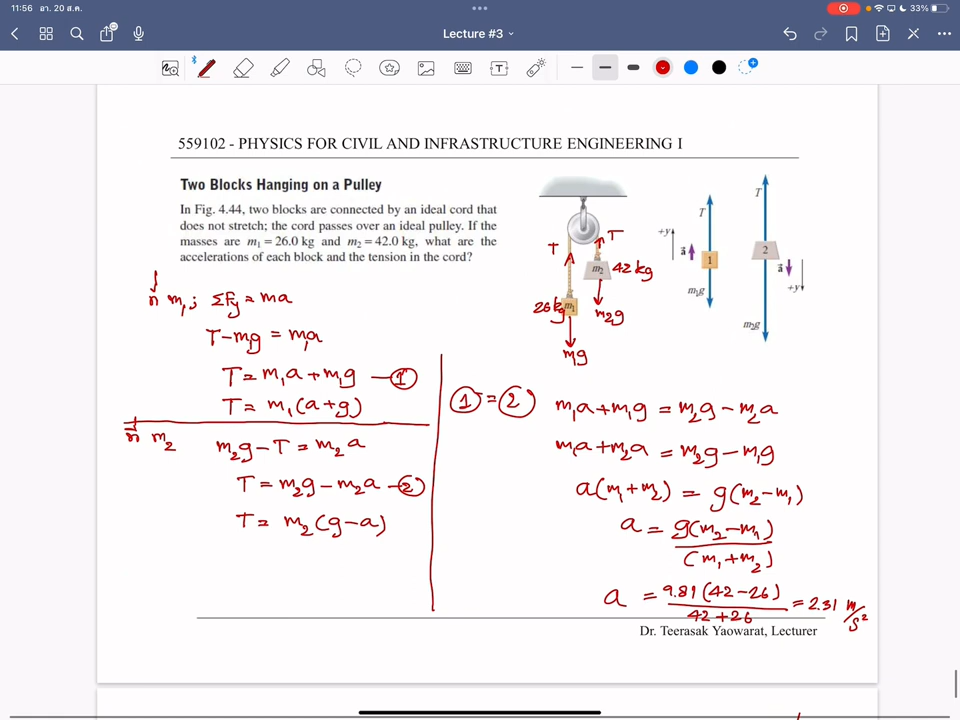 11:56 อา. 20 ส.ค.
33%
Lecture #3
559102 - PHYSICS FOR CIVIL AND INFRASTRUCTURE ENGINEERING I
Two Blocks Hanging on a Pulley
In Fig. 4.44, two blocks are connected by an ideal cord that
does not stretch; the cord passes over an ideal pulley. If the
masses are m₁ = 26.0 kg and m₂ = 42.0 kg, what are the
accelerations of each block and the tension in the cord?
T
T
m₂
42 kg
26 kg
m₁
m₂g
m₁g
T
+y
a
1
m₁g
T
2
a
+y
m₂g
ที่ m₁; ΣFy = ma
T - m₁g = m₁a
T = m₁a + m₁g — ①
T = m₁(a+g)
ที่ m₂
m₂g - T = m₂a
T = m₂g - m₂a — ②
T = m₂(g-a)
① = ②
m₁a + m₁g = m₂g - m₂a
m₁a + m₂a = m₂g - m₁g
a(m₁ + m₂) = g(m₂ - m₁)
a = g(m₂ - m₁)
(m₁ + m₂)
a = 9.81(42 - 26) = 2.31 m/s²
42 + 26
Dr. Teerasak Yaowarat, Lecturer